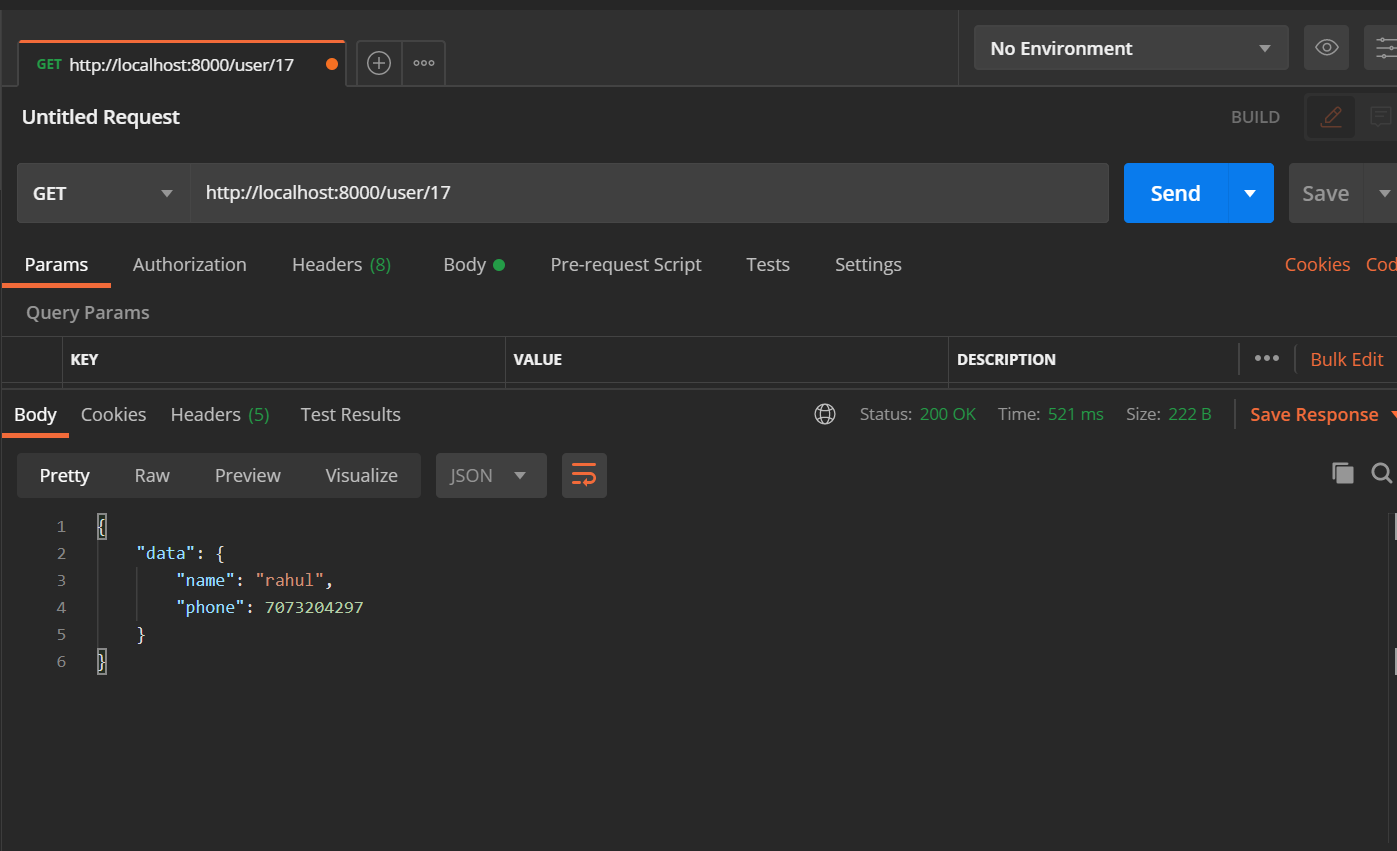 GET http://localhost:8000/user/17
No Environment
Untitled Request
BUILD
GET http://localhost:8000/user/17 Send Save
Params Authorization Headers (8) Body Pre-request Script Tests Settings Cookies Cod
Query Params
KEY VALUE DESCRIPTION Bulk Edit
Body Cookies Headers (5) Test Results Status: 200 OK Time: 521 ms Size: 222 B Save Response
Pretty Raw Preview Visualize JSON
1 {
2 "data": {
3 "name": "rahul",
4 "phone": 7073204297
5 }
6 }